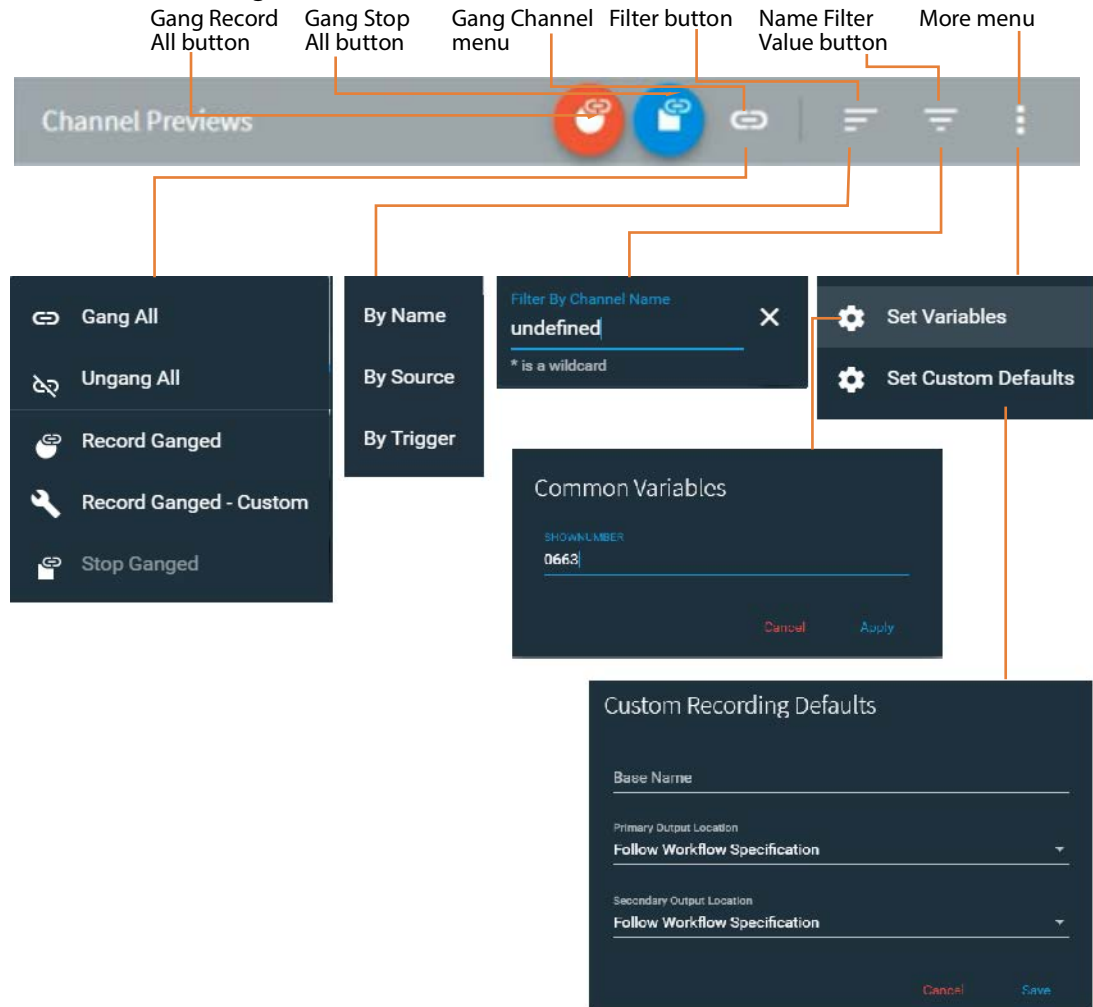 Gang Record
All button
Gang Stop
All button
Gang Channel
menu
Filter button
Name Filter
Value button
More menu
Channel Previews
Gang All
Ungang All
Record Ganged
Record Ganged - Custom
Stop Ganged
By Name
By Source
By Trigger
Filter By Channel Name
undefined
* is a wildcard
Set Variables
Set Custom Defaults
Common Variables
SHOWNUMBER
0663
Cancel
Apply
Custom Recording Defaults
Base Name
Primary Output Location
Follow Workflow Specification
Secondary Output Location
Follow Workflow Specification
Cancel
Save